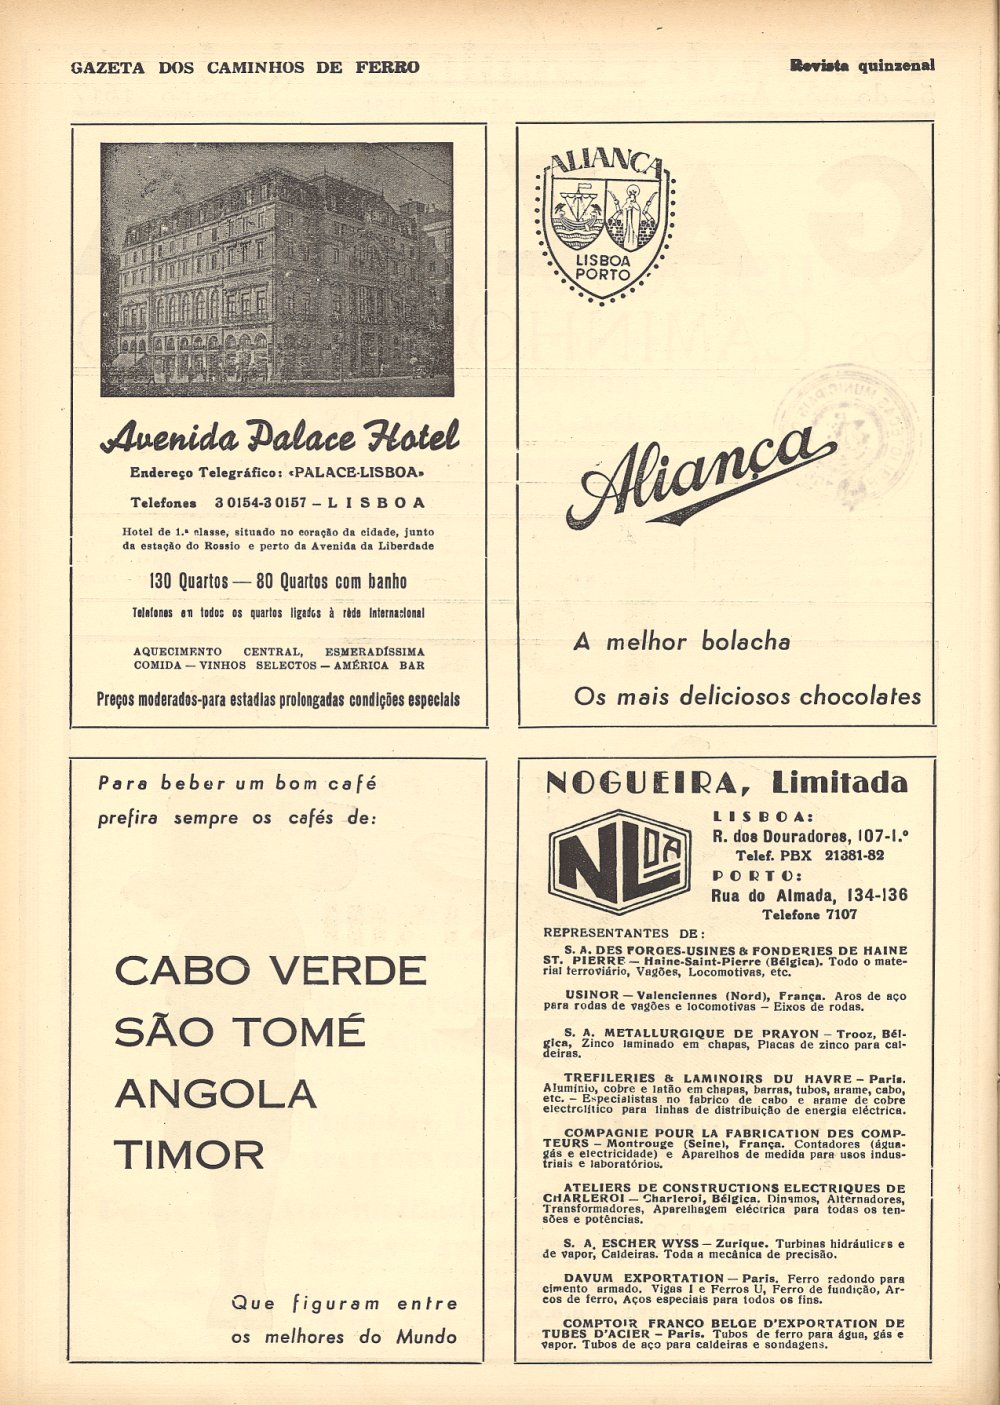 GAZETA DOS CAMINHOS DE FERRO
Revista quinzenal
Avenida Palace Hotel
Endereço Telegráfico: «PALACE-LISBOA»
Telefones 30154-30157 – LISBOA
Hotel de 1.ª classe, situado no coração da cidade, junto
da estação do Rossio e perto da Avenida da Liberdade
130 Quartos — 80 Quartos com banho
Telefones em todos os quartos ligados à rêde Internacional
AQUECIMENTO CENTRAL, ESMERADÍSSIMA
COMIDA — VINHOS SELECTOS — AMÉRICA BAR
Preços moderados-para estadias prolongadas condições especiais
ALIANÇA
LISBOA
PORTO
Aliança
A melhor bolacha
Os mais deliciosos chocolates
Para beber um bom café
prefira sempre os cafés de:
CABO VERDE
SÃO TOMÉ
ANGOLA
TIMOR
Que figuram entre
os melhores do Mundo
NOGUEIRA, Limitada
NLDA
LISBOA:
R. dos Douradores, 107-1.º
Telef. PBX 21381-82
PORTO:
Rua do Almada, 134-136
Telefone 7107
REPRESENTANTES DE:
S. A. DES FORGES-USINES & FONDERIES DE HAINE
ST. PIERRE — Haine-Saint-Pierre (Bélgica). Todo o mate-
rial ferroviário, Vagões, Locomotivas, etc.
USINOR — Valenciennes (Nord), França. Aros de aço
para rodas de vagões e locomotivas — Eixos de rodas.
S. A. METALLURGIQUE DE PRAYON — Trooz, Bél-
gica, Zinco laminado em chapas, Placas de zinco para cal-
deiras.
TREFILERIES & LAMINOIRS DU HAVRE — Paris.
Alumínio, cobre e latão em chapas, barras, tubos, arame, cabo,
etc. — Especialistas no fabrico de cabo e arame de cobre
electrolítico para linhas de distribuição de energia eléctrica.
COMPAGNIE POUR LA FABRICATION DES COMP-
TEURS — Montrouge (Seine), França. Contadores (água-
gás e electricidade) e Aparelhos de medida para usos indus-
triais e laboratórios.
ATELIERS DE CONSTRUCTIONS ELECTRIQUES DE
CHARLEROI — Charleroi, Bélgica. Dínamos, Alternadores,
Transformadores, Aparelhagem eléctrica para todas os ten-
sões e potências.
S. A. ESCHER WYSS — Zurique. Turbinas hidráulicas e
de vapor, Caldeiras. Toda a mecânica de precisão.
DAVUM EXPORTATION — Paris. Ferro redondo para
cimento armado. Vigas I e Ferros U, Ferro de fundição, Ar-
cos de ferro, Aços especiais para todos os fins.
COMPTOIR FRANCO BELGE D'EXPORTATION DE
TUBES D'ACIER — Paris. Tubos de ferro para água, gás e
vapor. Tubos de aço para caldeiras e sondagens.